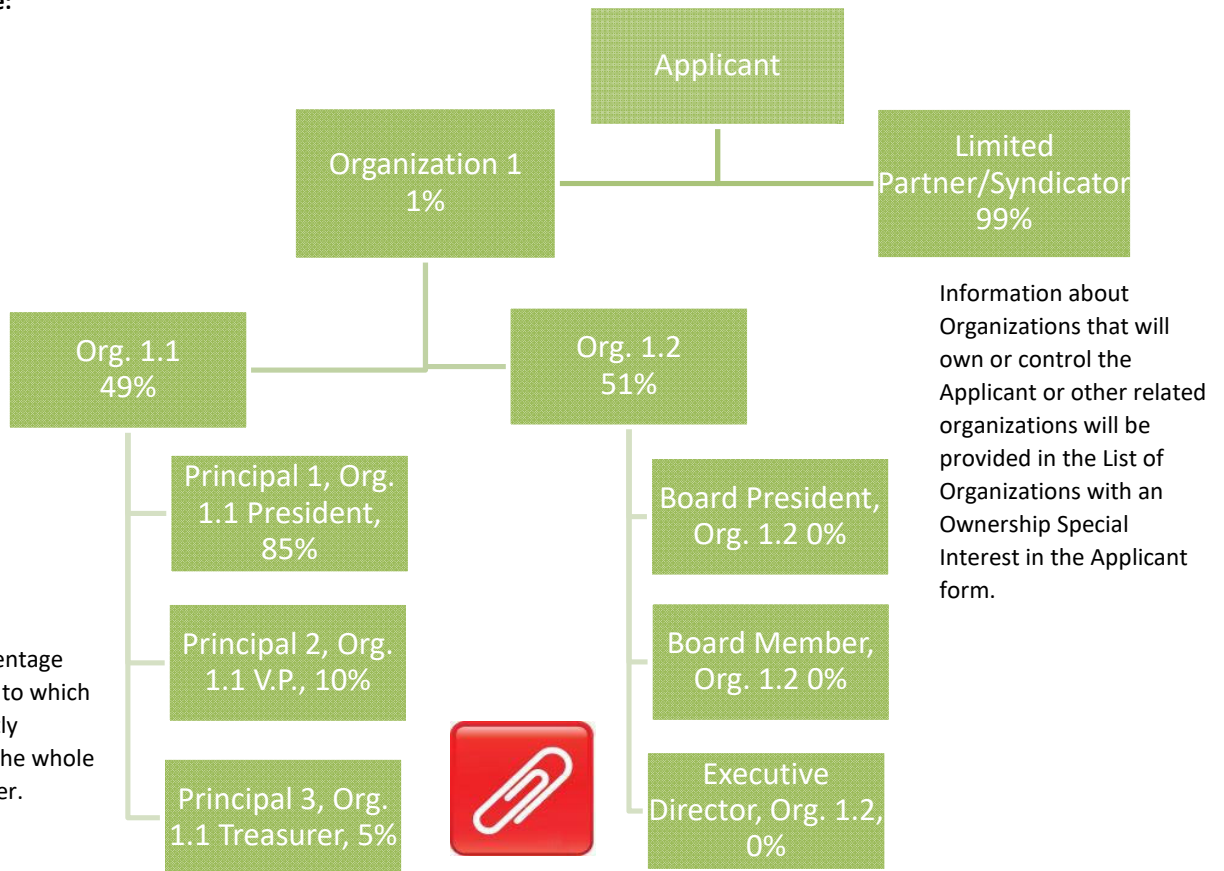 Applicant
Organization 1
1%
Limited
Partner/Syndicator
99%
Information about
Organizations that will
own or control the
Applicant or other related
organizations will be
provided in the List of
Organizations with an
Ownership Special
Interest in the Applicant
form.
Org. 1.1
49%
Org. 1.2
51%
Principal 1, Org.
1.1 President,
85%
Principal 2, Org.
1.1 V.P., 10%
Principal 3, Org.
1.1 Treasurer, 5%
Board President,
Org. 1.2 0%
Board Member,
Org. 1.2 0%
Executive
Director, Org. 1.2,
0%
to which
he whole